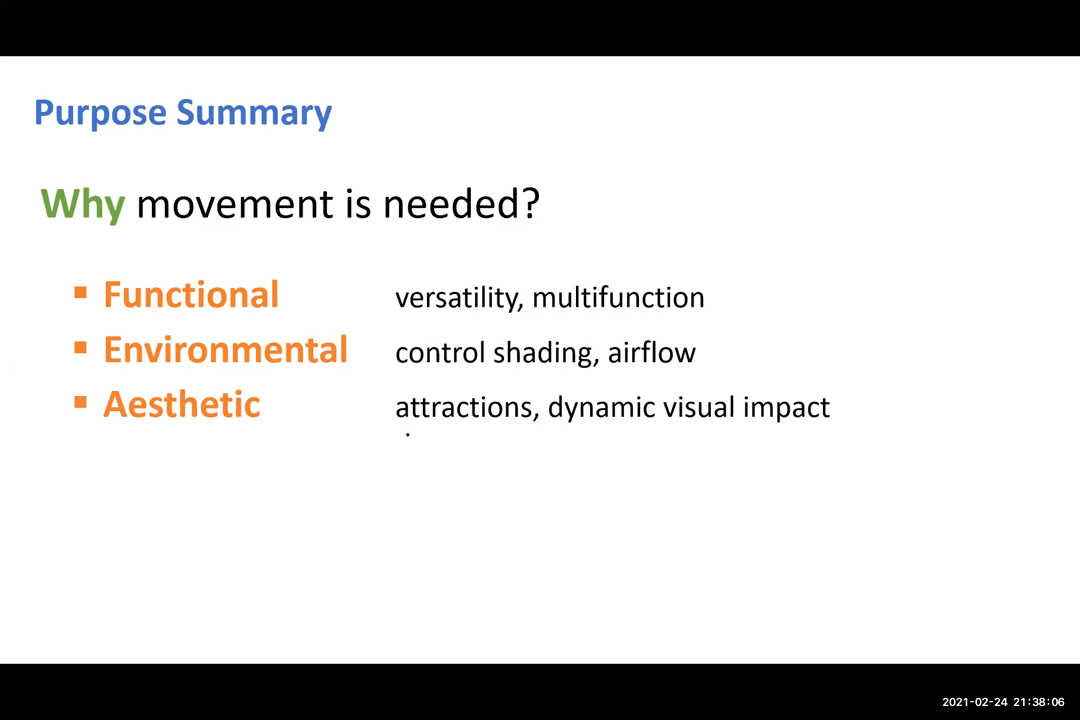 Purpose Summary
Why movement is needed?
▪ Functional versatility, multifunction
▪ Environmental control shading, airflow
▪ Aesthetic attractions, dynamic visual impact
2021-02-24 21:38:06